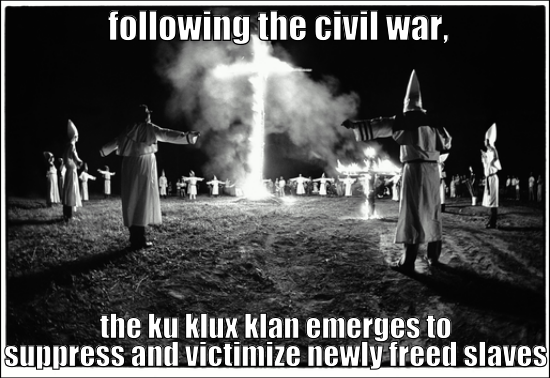 following the civil war,
the ku klux klan emerges to
suppress and victimize newly freed slaves